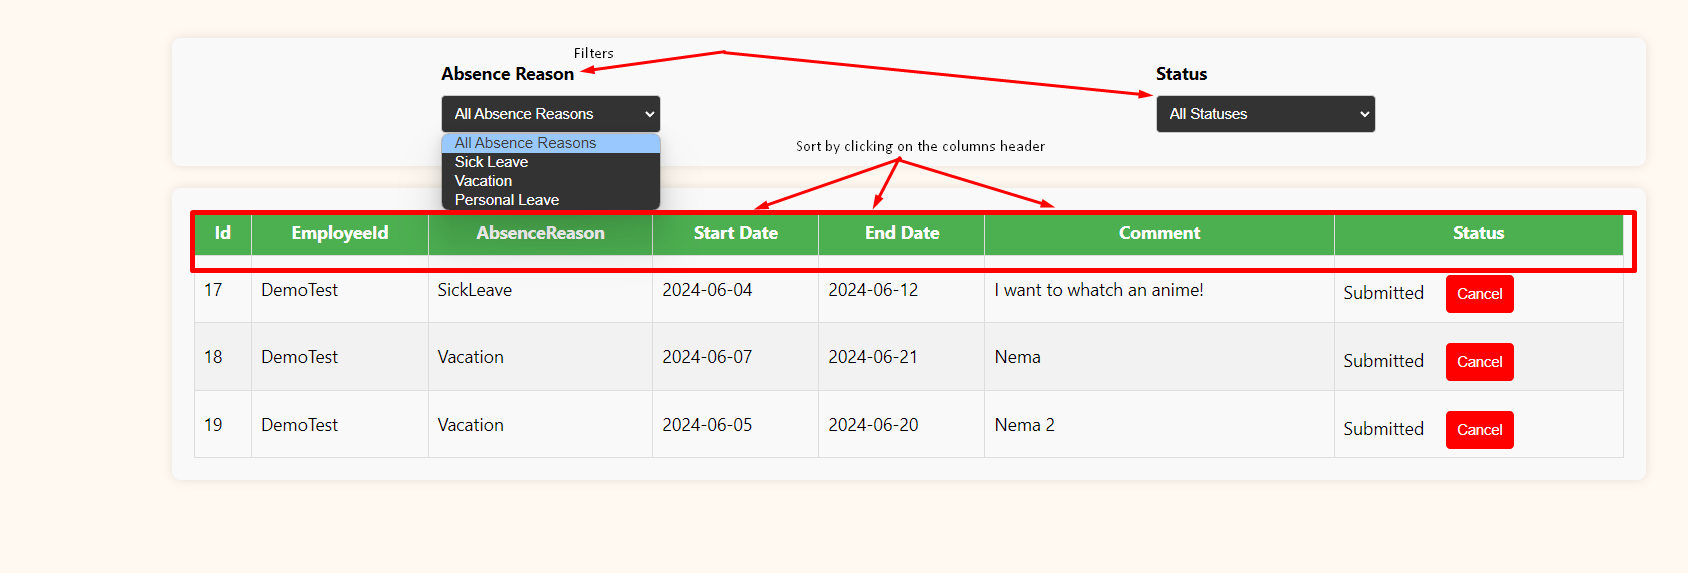 Filters
Absence Reason Status
All Absence Reasons All Statuses
All Absence Reasons
Sick Leave
Vacation
Personal Leave
Sort by clicking on the columns header
Id EmployeeId AbsenceReason Start Date End Date Comment Status
17 DemoTest SickLeave 2024-06-04 2024-06-12 I want to whatch an anime! Submitted Cancel
18 DemoTest Vacation 2024-06-07 2024-06-21 Nema Submitted Cancel
19 DemoTest Vacation 2024-06-05 2024-06-20 Nema 2 Submitted Cancel